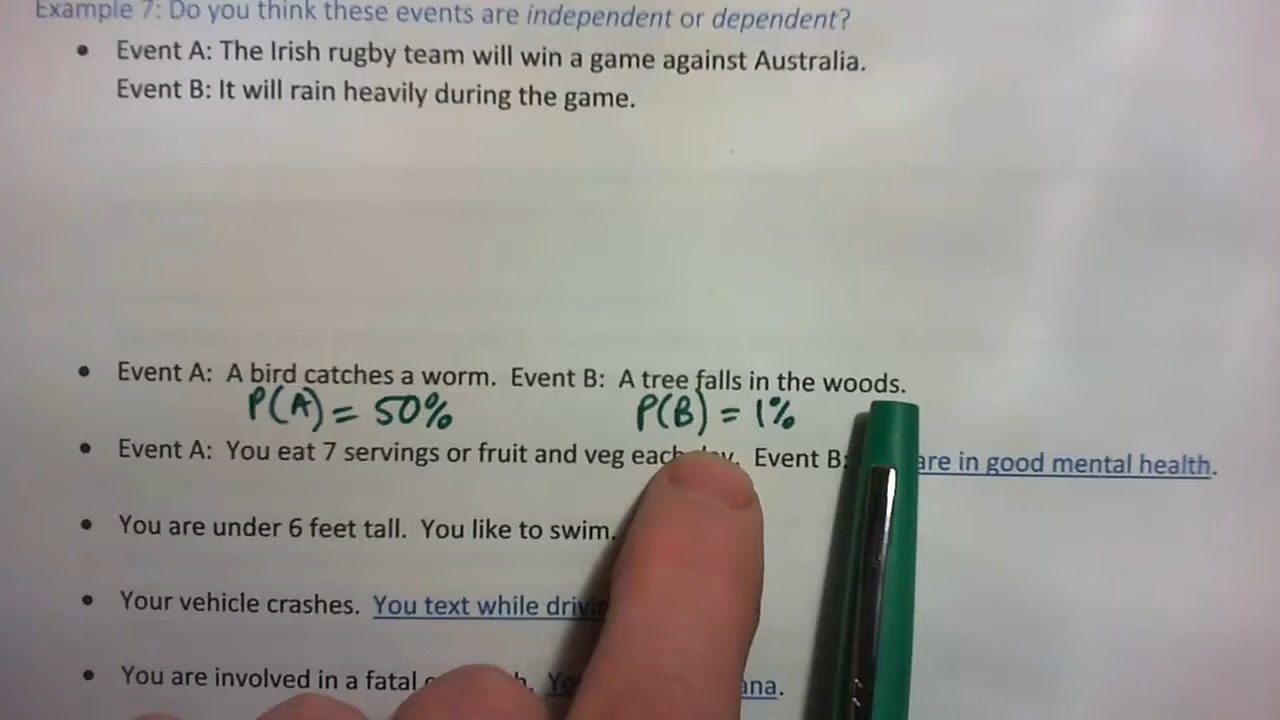 Example 7: Do you think these events are independent or dependent?
• Event A: The Irish rugby team will win a game against Australia.
Event B: It will rain heavily during the game.
• Event A: A bird catches a worm. Event B: A tree falls in the woods.
P(A) = 50% P(B) = 1%
• Event A: You eat 7 servings or fruit and veg each day. Event B: are in good mental health.
• You are under 6 feet tall. You like to swim.
• Your vehicle crashes. You text while
• You are involved in a fatal